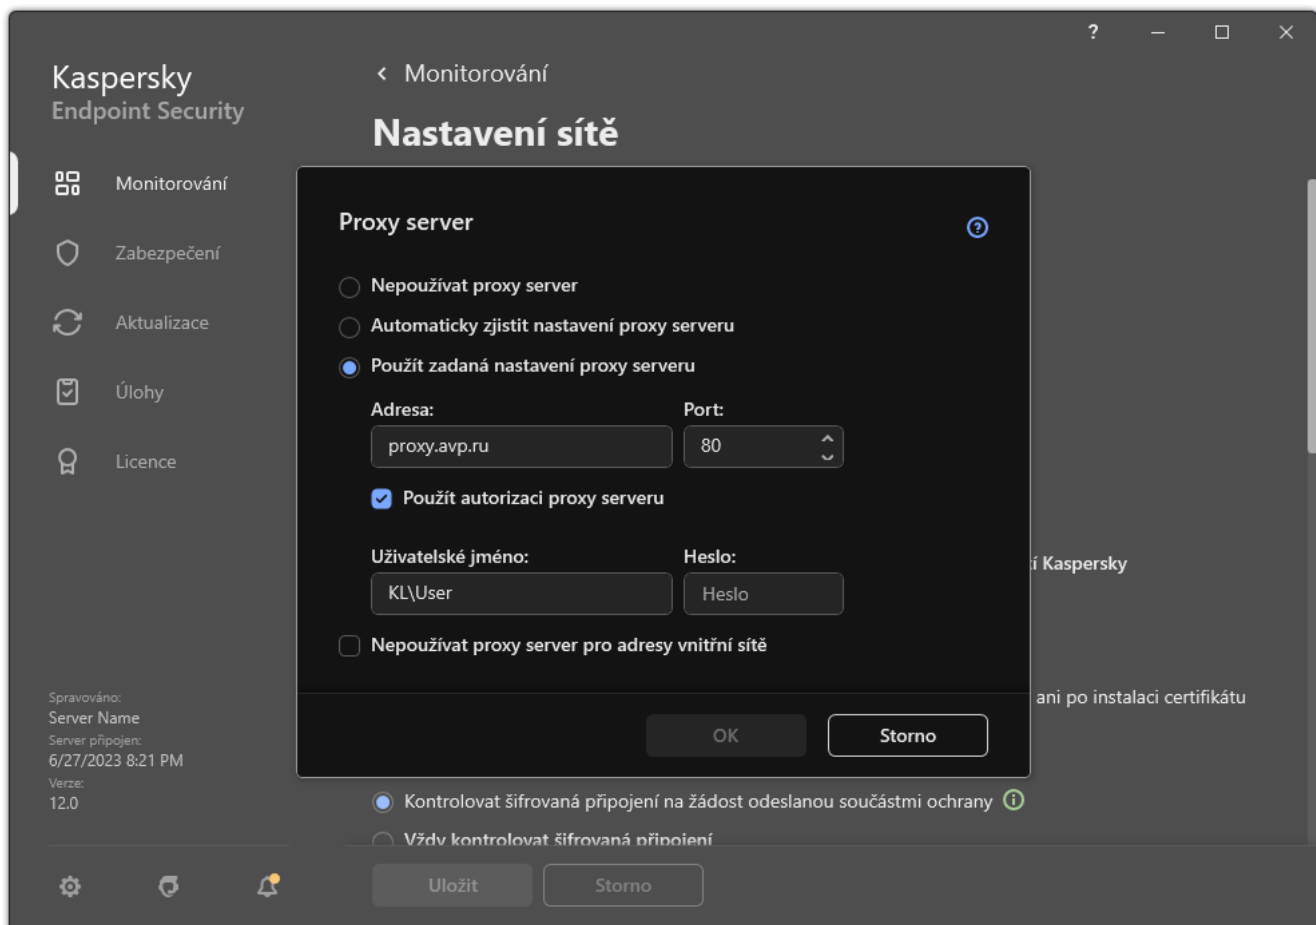 ?
Kaspersky
Endpoint Security
Monitorování
Nastavení sítě
Monitorování
Zabezpečení
Aktualizace
Úlohy
Licence
Proxy server
?
Nepoužívat proxy server
Automaticky zjistit nastavení proxy serveru
Použít zadaná nastavení proxy serveru
Adresa: Port:
proxy.avp.ru 80
Použít autorizaci proxy serveru
Uživatelské jméno: Heslo:
KL\User Heslo
Nepoužívat proxy server pro adresy vnitřní sítě
OK Storno
Kaspersky
ani po instalaci certifikátu
Kontrolovat šifrovaná připojení na žádost odeslanou součástmi ochrany
Vždy kontrolovat šifrovaná připojení
Spravováno:
Server Name
Server připojen:
6/27/2023 8:21 PM
Verze:
12.0
Uložit Storno